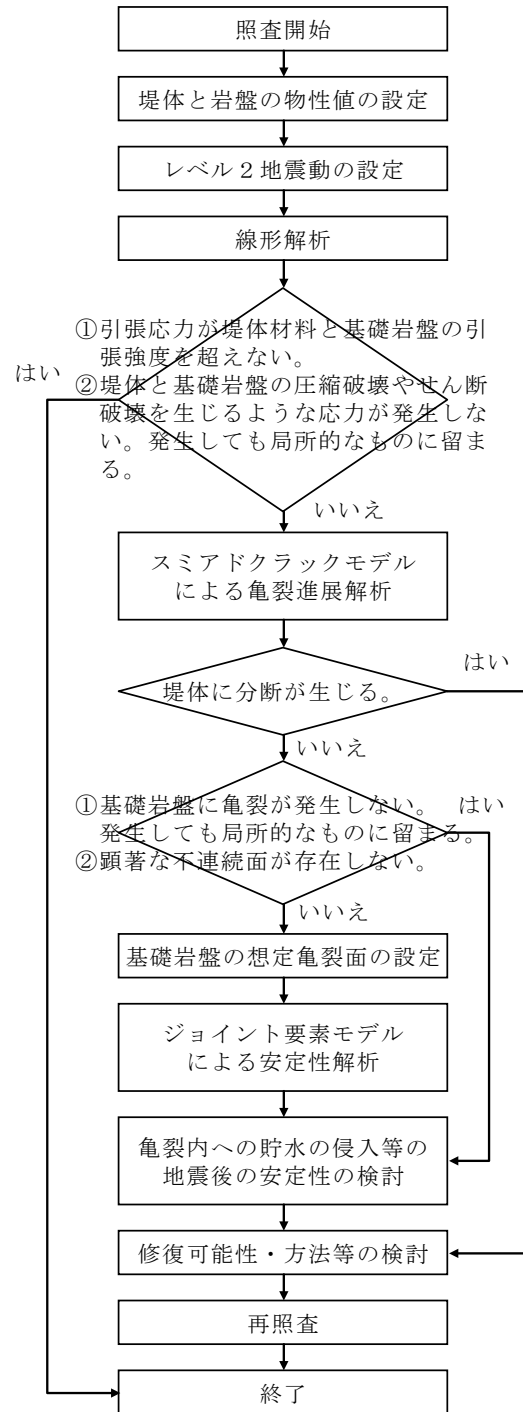 照査開始
堤体と岩盤の物性値の設定
レベル２地震動の設定
線形解析
①引張応力が堤体材料と基礎岩盤の引
張強度を超えない。
はい
②堤体と基礎岩盤の圧縮破壊やせん断
破壊を生じるような応力が発生しな
い。発生しても局所的なものに留ま
る。
いいえ
スミアドクラックモデル
による亀裂進展解析
はい
堤体に分断が生じる。
いいえ
①基礎岩盤に亀裂が発生しない。
はい
発生しても局所的なものに留まる。
②顕著な不連続面が存在しない。
いいえ
基礎岩盤の想定亀裂面の設定
ジョイント要素モデル
による安定性解析
亀裂内への貯水の侵入等の
地震後の安定性の検討
修復可能性・方法等の検討
再照査
終了